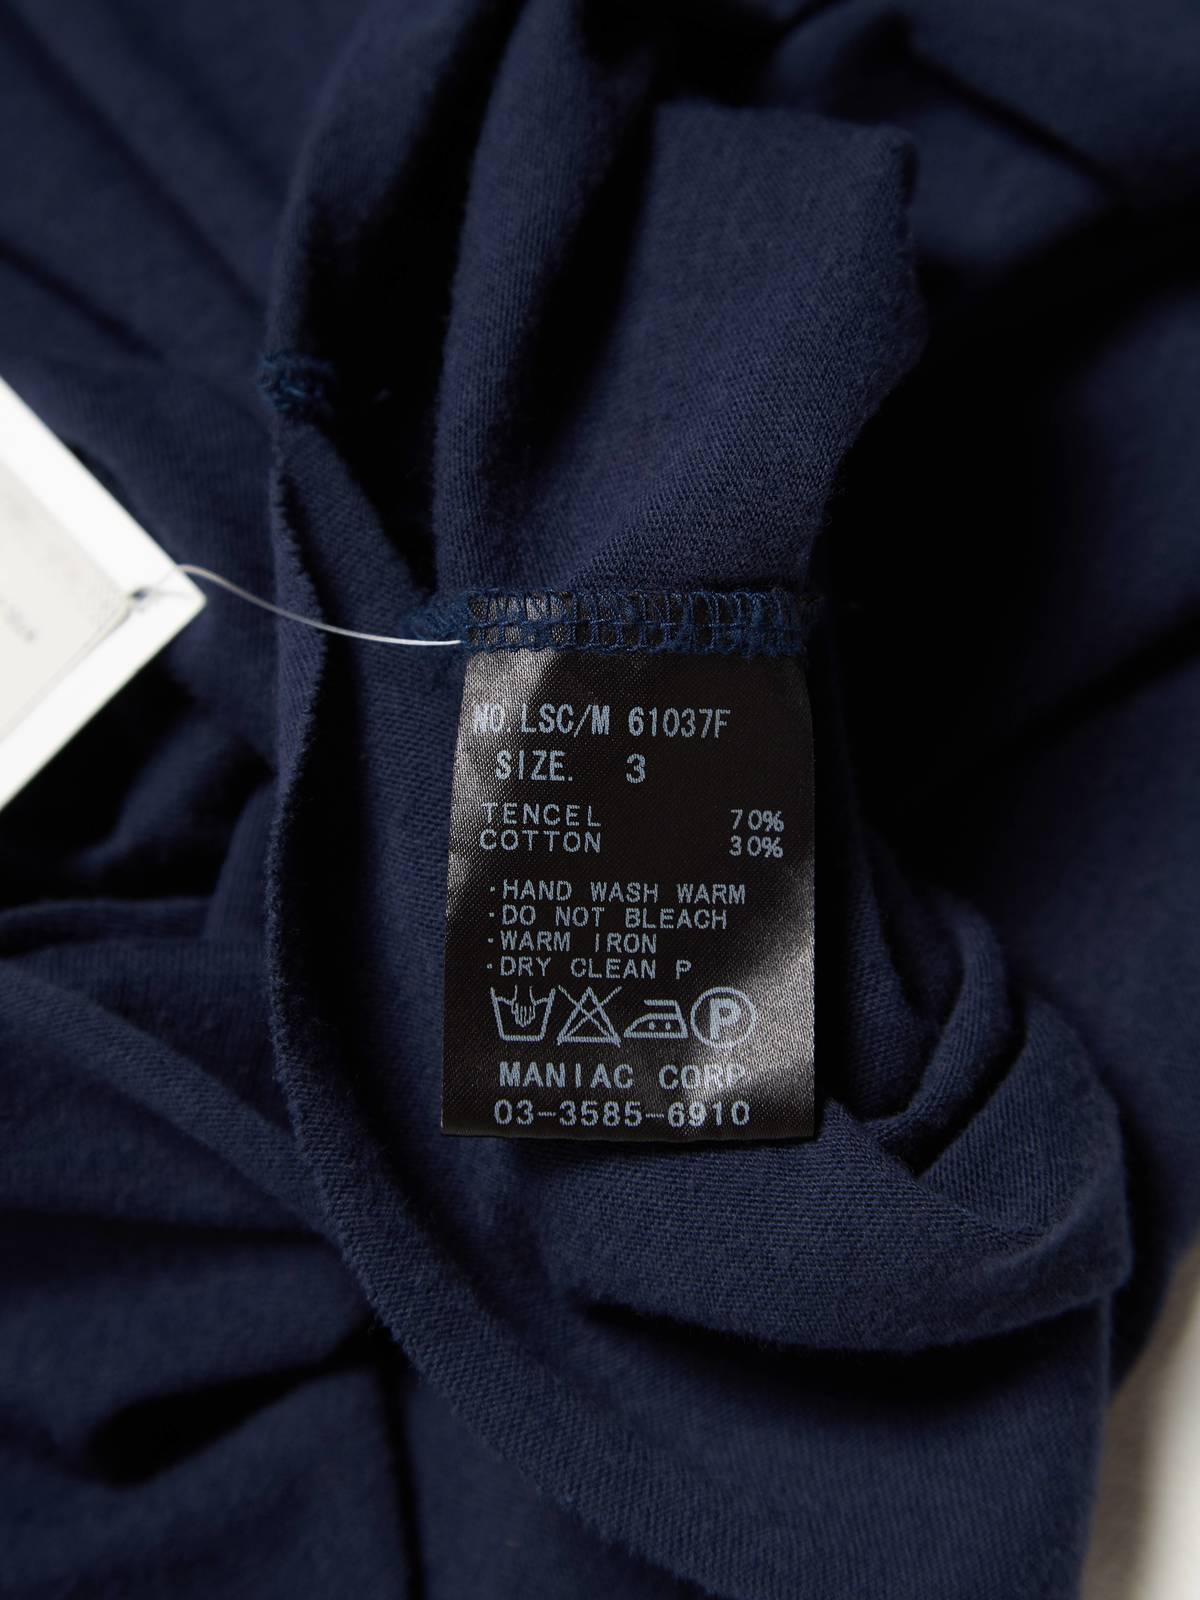 NO.LSC/M 61037F
SIZE. 3
TENCEL 70%
COTTON 30%
·HAND WASH WARM
·DO NOT BLEACH
·WARM IRON
·DRY CLEAN P
P
MANIAC CORP
03-3585-6910